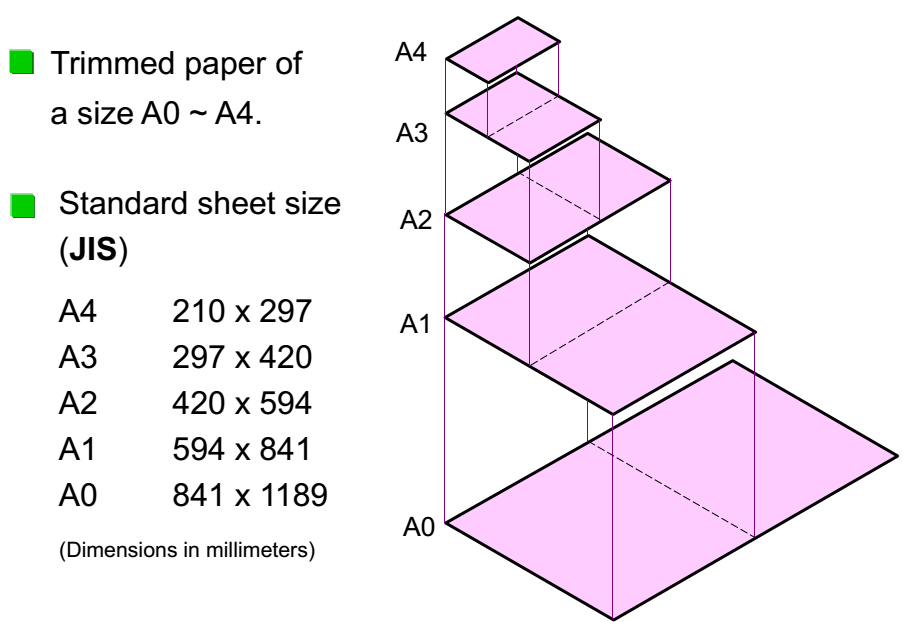 Trimmed paper of
a size A0 ~ A4.
Standard sheet size
(JIS)
A4 210 x 297
A3 297 x 420
A2 420 x 594
A1 594 x 841
A0 841 x 1189
(Dimensions in millimeters)
A4
A3
A2
A1
A0